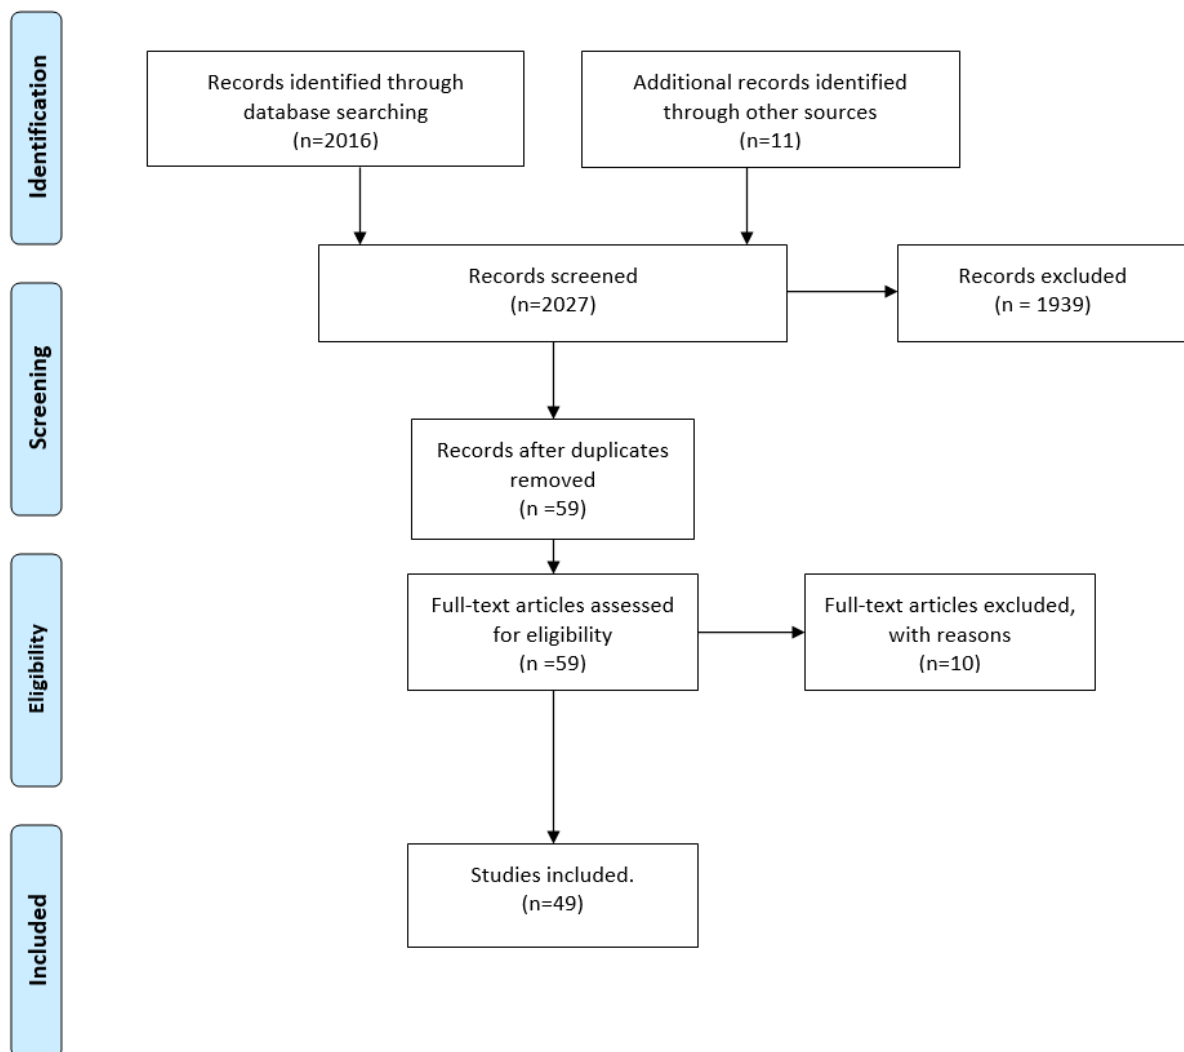 Identification
Records identified through
database searching
(n=2016)
Additional records identified
through other sources
(n=11)
Records screened
(n=2027)
Records excluded
(n = 1939)
Screening
Records after duplicates
removed
(n =59)
Eligibility
Full-text articles assessed
for eligibility
(n =59)
Full-text articles excluded,
with reasons
(n=10)
Included
Studies included.
(n=49)